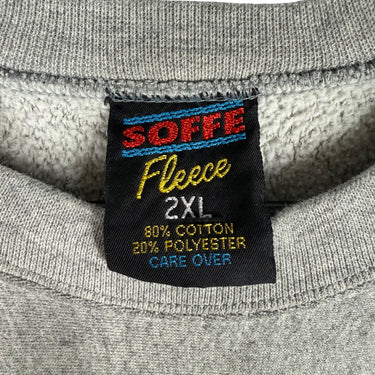 SOFFE
Fleece
2XL
80% COTTON
20% POLYESTER
CARE OVER